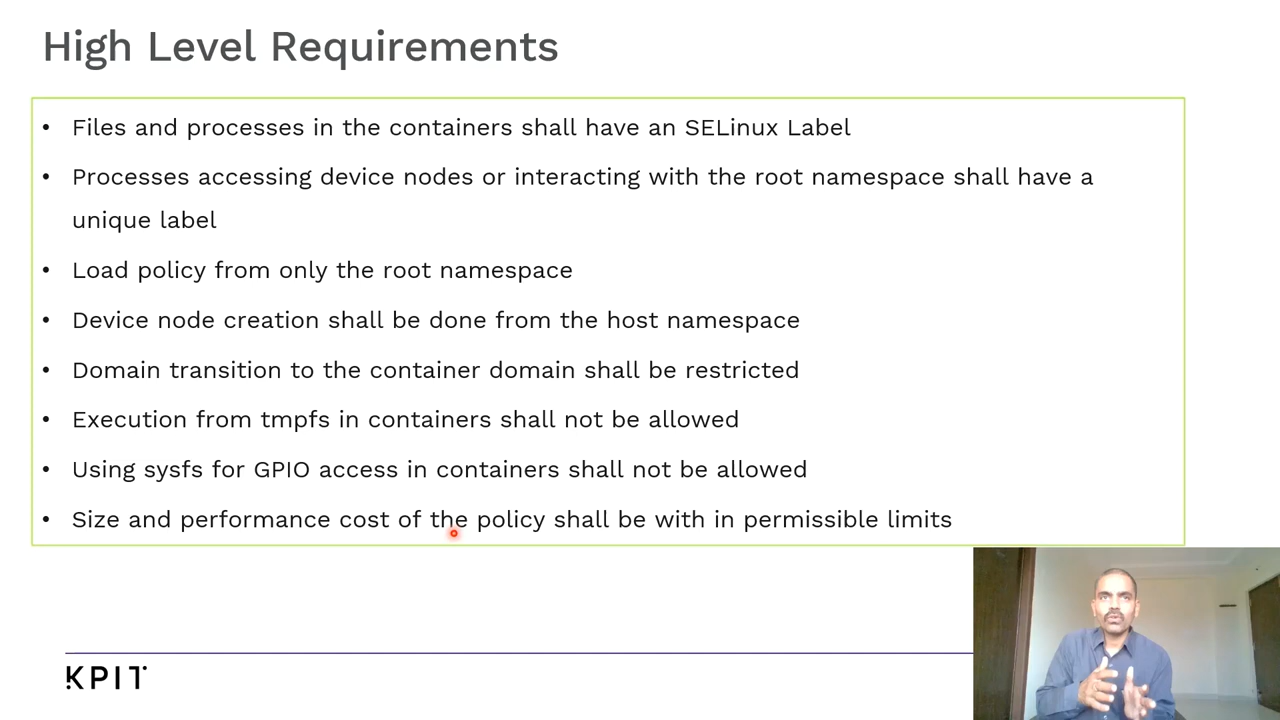 High Level Requirements
• Files and processes in the containers shall have an SELinux Label
• Processes accessing device nodes or interacting with the root namespace shall have a
unique label
• Load policy from only the root namespace
• Device node creation shall be done from the host namespace
• Domain transition to the container domain shall be restricted
• Execution from tmpfs in containers shall not be allowed
• Using sysfs for GPIO access in containers shall not be allowed
• Size and performance cost of the policy shall be with in permissible limits
KPIT